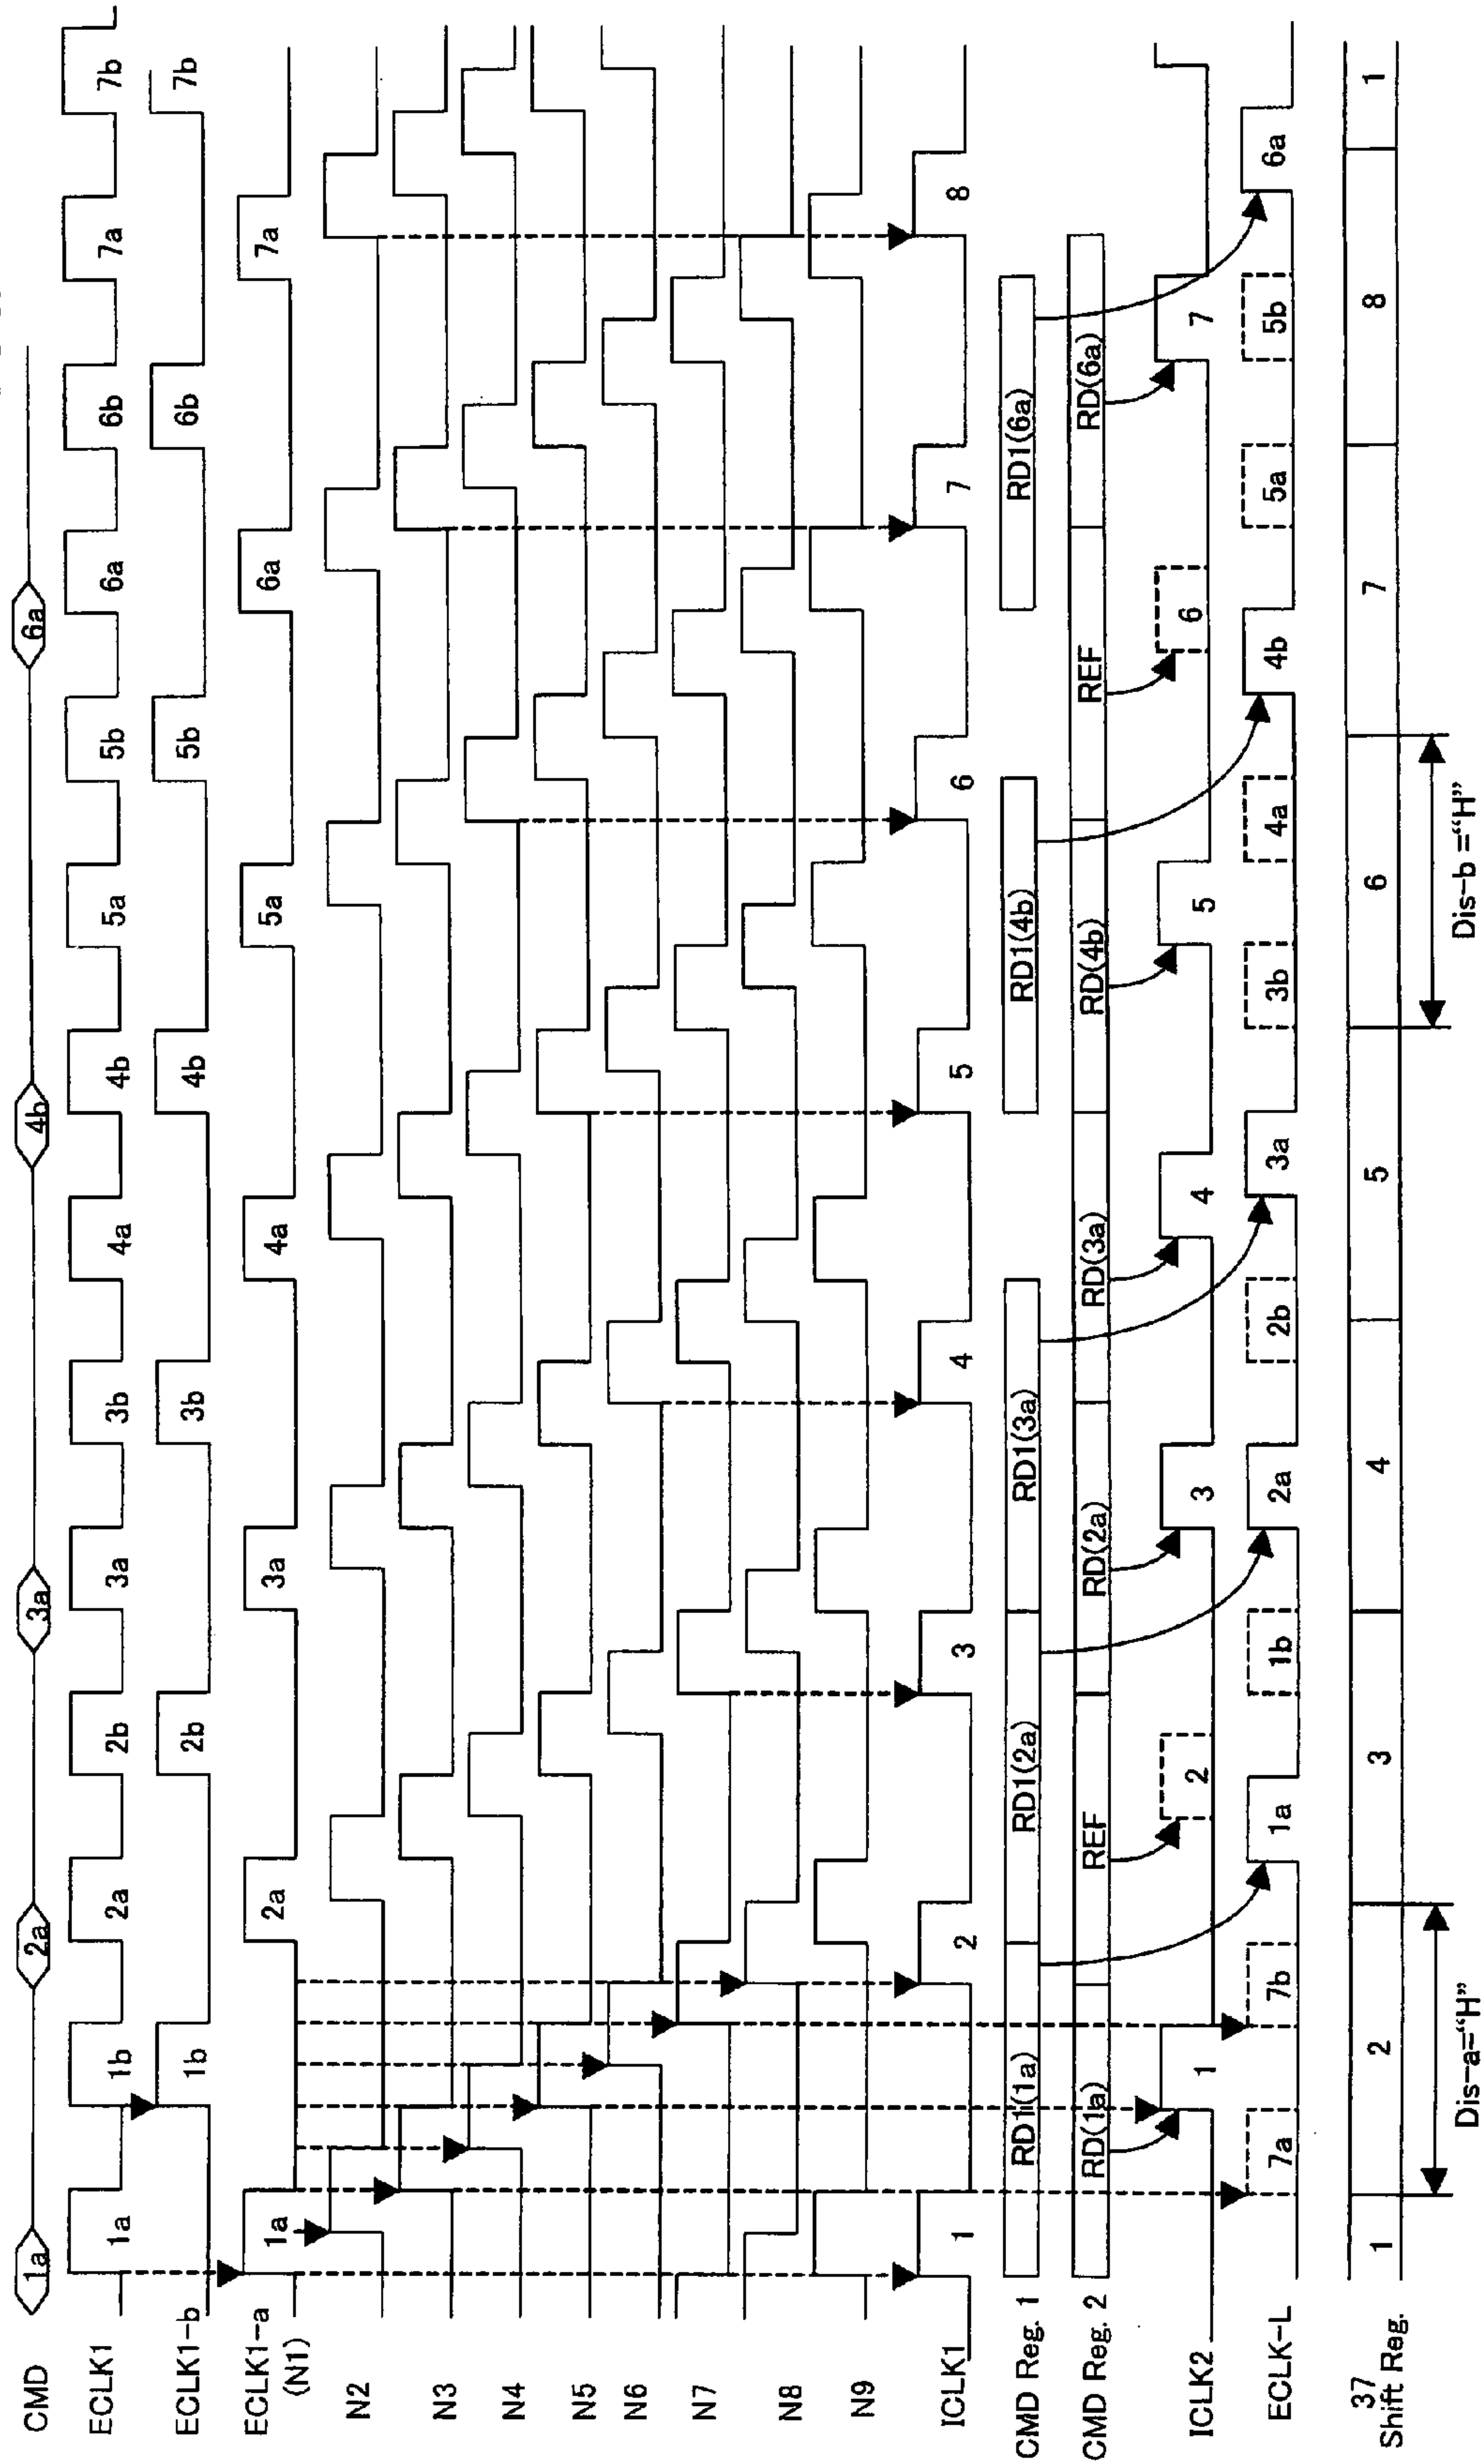 CMD 1a 2a 3a 4b 6a
ECLK1 1a 1b 2a 2b 3a 3b 4a 4b 5a 5b 6a 6b 7a 7b
ECLK1-b 1b 2b 3b 4b 5b 6b 7b
ECLK1-a 1a 2a 3a 4a 5a 6a 7a
(N1)
N2
N3
N4
N5
N6
N7
N8
N9
ICLK1 1 2 3 4 5 6 7 8
CMD Reg. 1 RD1(1a) RD1(2a) RD1(3a) RD1(4b) RD1(6a)
CMD Reg. 2 RD(1a) REF RD(2a) RD(3a) RD(4b) REF RD(6a)
ICLK2 1 2 3 4 5 6 7
ECLK-L 7a 7b 1a 1b 2a 2b 3a 3b 4a 4b 5a 5b 6a
37
Shift Reg. 1 2 3 4 5 6 7 8 1
Dis-a="H" Dis-b ="H"